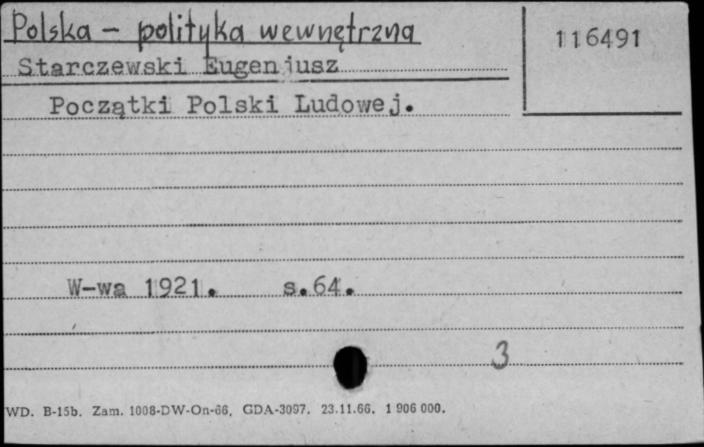 Polska - polityka wewnętrzna
116491
Starczewski Eugeniusz
Początki Polski Ludowej.
W-wa 1921. s.64.
3
WD. B-15b. Zam. 1008-DW-On-66. GDA-3097. 23.11.66. 1 906 000.